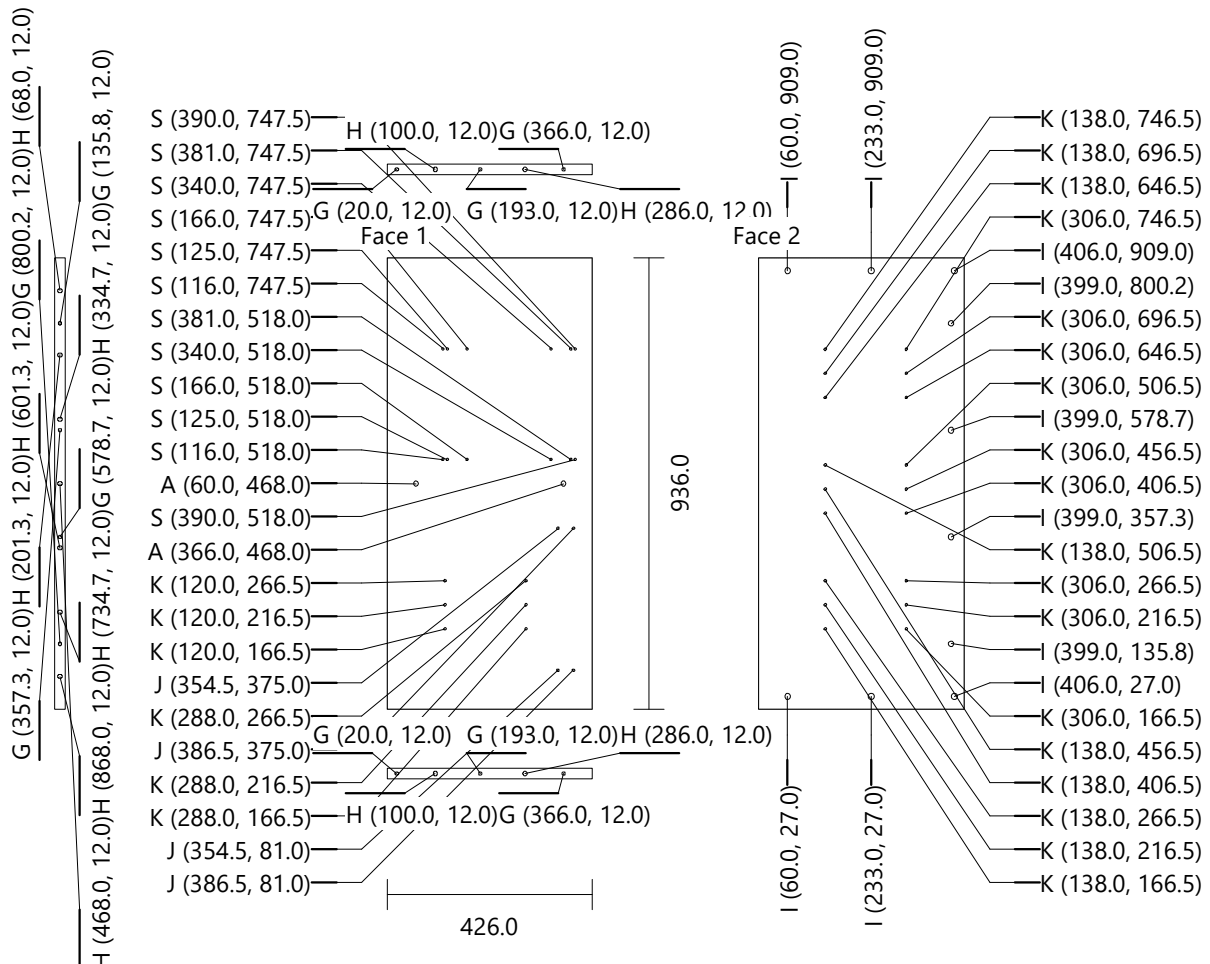 H (68.0, 12.0)
G (800.2, 12.0)
H (601.3, 12.0)
H (201.3, 12.0)
G (357.3, 12.0)
G (135.8, 12.0)
H (334.7, 12.0)
G (578.7, 12.0)
H (734.7, 12.0)
H (868.0, 12.0)
H (468.0, 12.0)
S (390.0, 747.5)
S (381.0, 747.5)
S (340.0, 747.5)
S (166.0, 747.5)
S (125.0, 747.5)
S (116.0, 747.5)
S (381.0, 518.0)
S (340.0, 518.0)
S (166.0, 518.0)
S (125.0, 518.0)
S (116.0, 518.0)
A (60.0, 468.0)
S (390.0, 518.0)
A (366.0, 468.0)
K (120.0, 266.5)
K (120.0, 216.5)
K (120.0, 166.5)
J (354.5, 375.0)
K (288.0, 266.5)
J (386.5, 375.0)
K (288.0, 216.5)
K (288.0, 166.5)
J (354.5, 81.0)
J (386.5, 81.0)
H (100.0, 12.0)
G (366.0, 12.0)
G (20.0, 12.0)
G (193.0, 12.0)
H (286.0, 12.0)
Face 1
936.0
G (20.0, 12.0)
G (193.0, 12.0)
H (286.0, 12.0)
H (100.0, 12.0)
G (366.0, 12.0)
426.0
I (60.0, 909.0)
I (233.0, 909.0)
Face 2
I (60.0, 27.0)
I (233.0, 27.0)
K (138.0, 746.5)
K (138.0, 696.5)
K (138.0, 646.5)
K (306.0, 746.5)
I (406.0, 909.0)
I (399.0, 800.2)
K (306.0, 696.5)
K (306.0, 646.5)
K (306.0, 506.5)
I (399.0, 578.7)
K (306.0, 456.5)
K (306.0, 406.5)
I (399.0, 357.3)
K (138.0, 506.5)
K (306.0, 266.5)
K (306.0, 216.5)
I (399.0, 135.8)
I (406.0, 27.0)
K (306.0, 166.5)
K (138.0, 456.5)
K (138.0, 406.5)
K (138.0, 266.5)
K (138.0, 216.5)
K (138.0, 166.5)